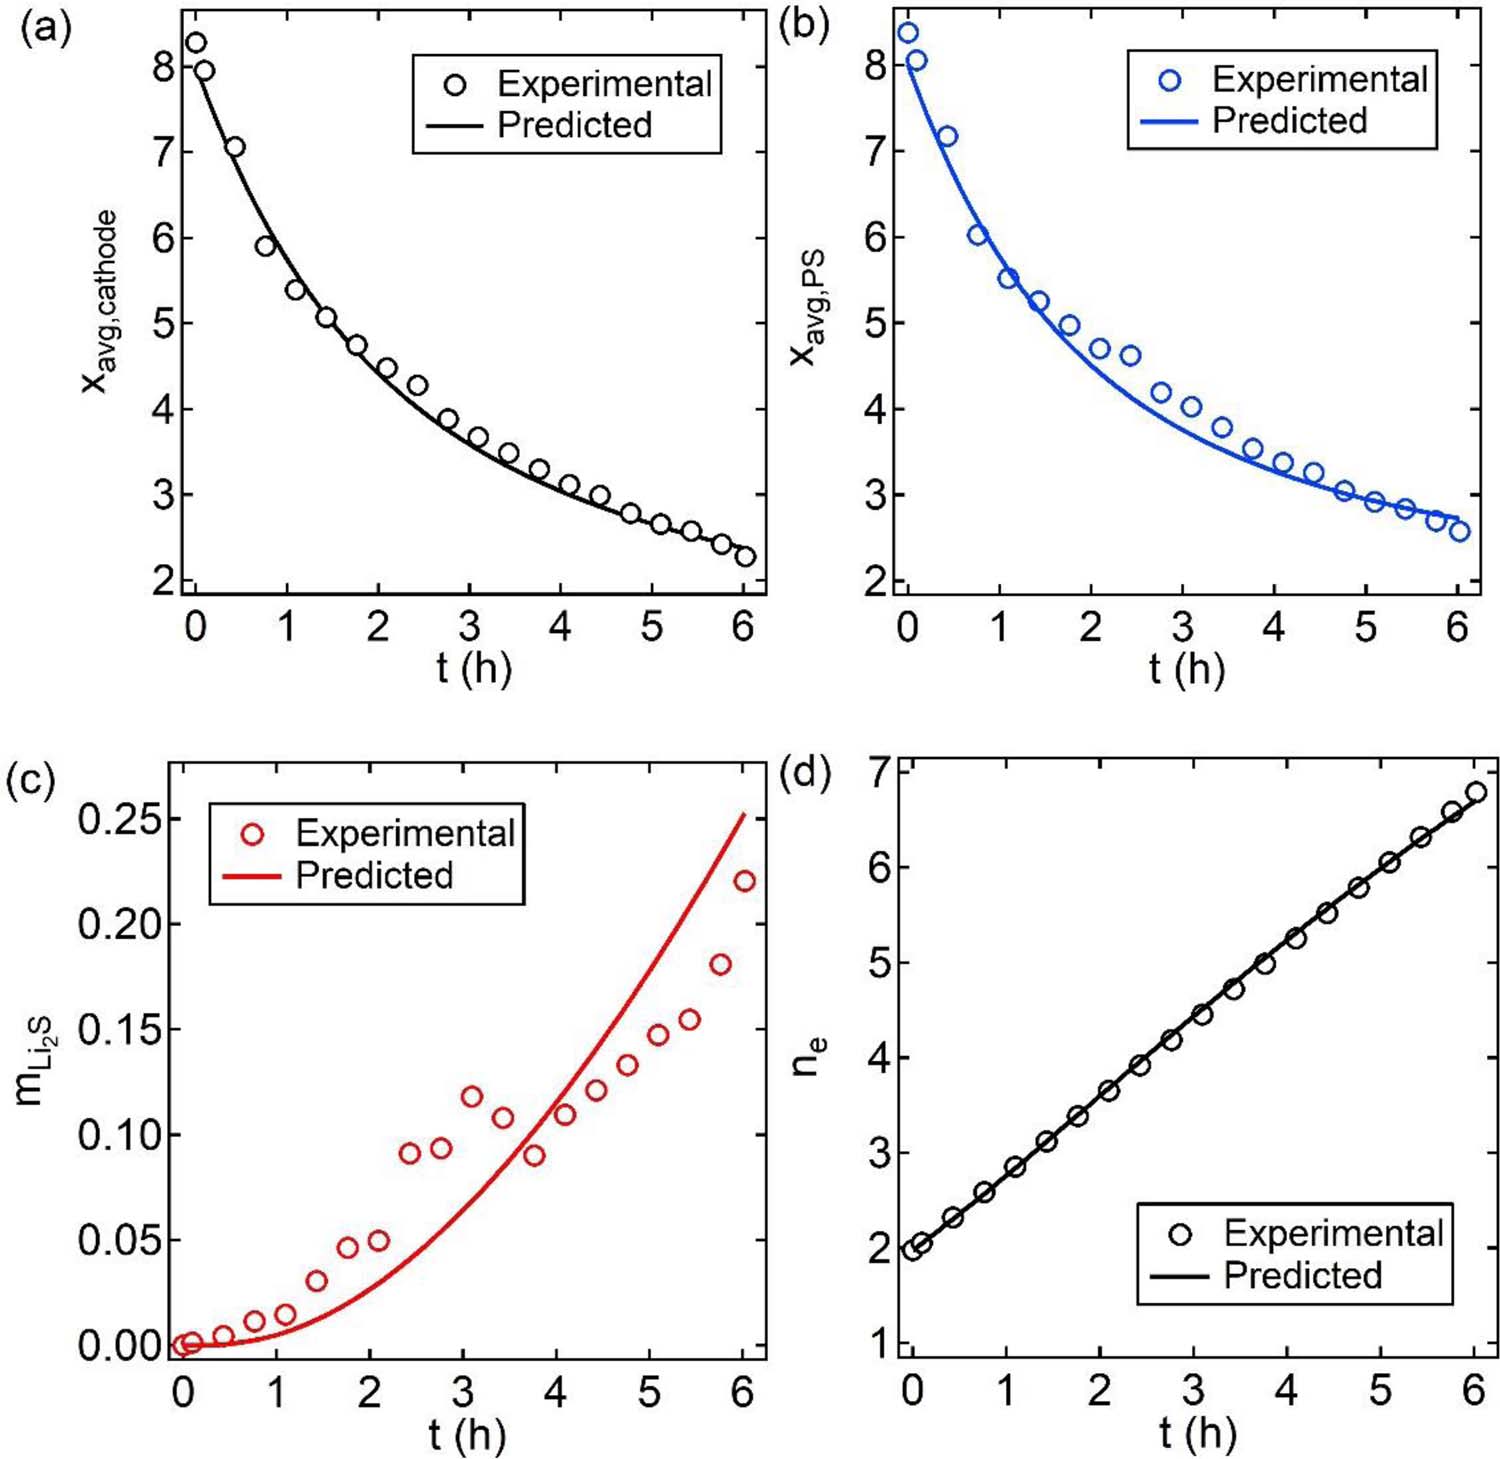 (a)
x_avg,cathode
8
7
6
5
4
3
2
Experimental
Predicted
0 1 2 3 4 5 6
t (h)
(b)
x_avg,PS
8
7
6
5
4
3
2
Experimental
Predicted
0 1 2 3 4 5 6
t (h)
(c)
m_Li₂S
0.25
0.20
0.15
0.10
0.05
0.00
Experimental
Predicted
0 1 2 3 4 5 6
t (h)
(d)
n_e
7
6
5
4
3
2
1
Experimental
Predicted
0 1 2 3 4 5 6
t (h)